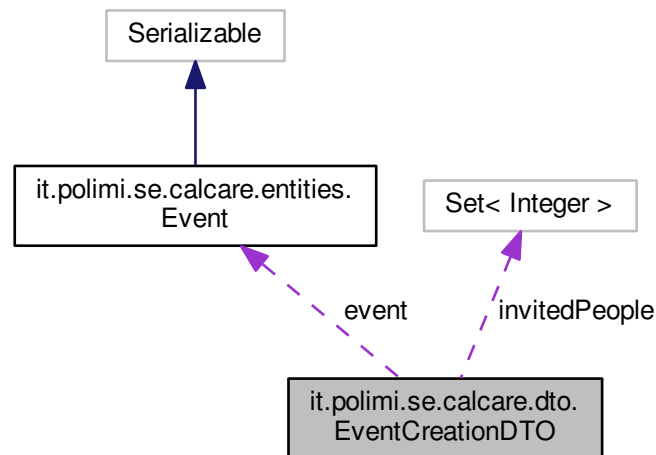 Serializable
it.polimi.se.calcare.entities.
Event
Set< Integer >
event
invitedPeople
it.polimi.se.calcare.dto.
EventCreationDTO